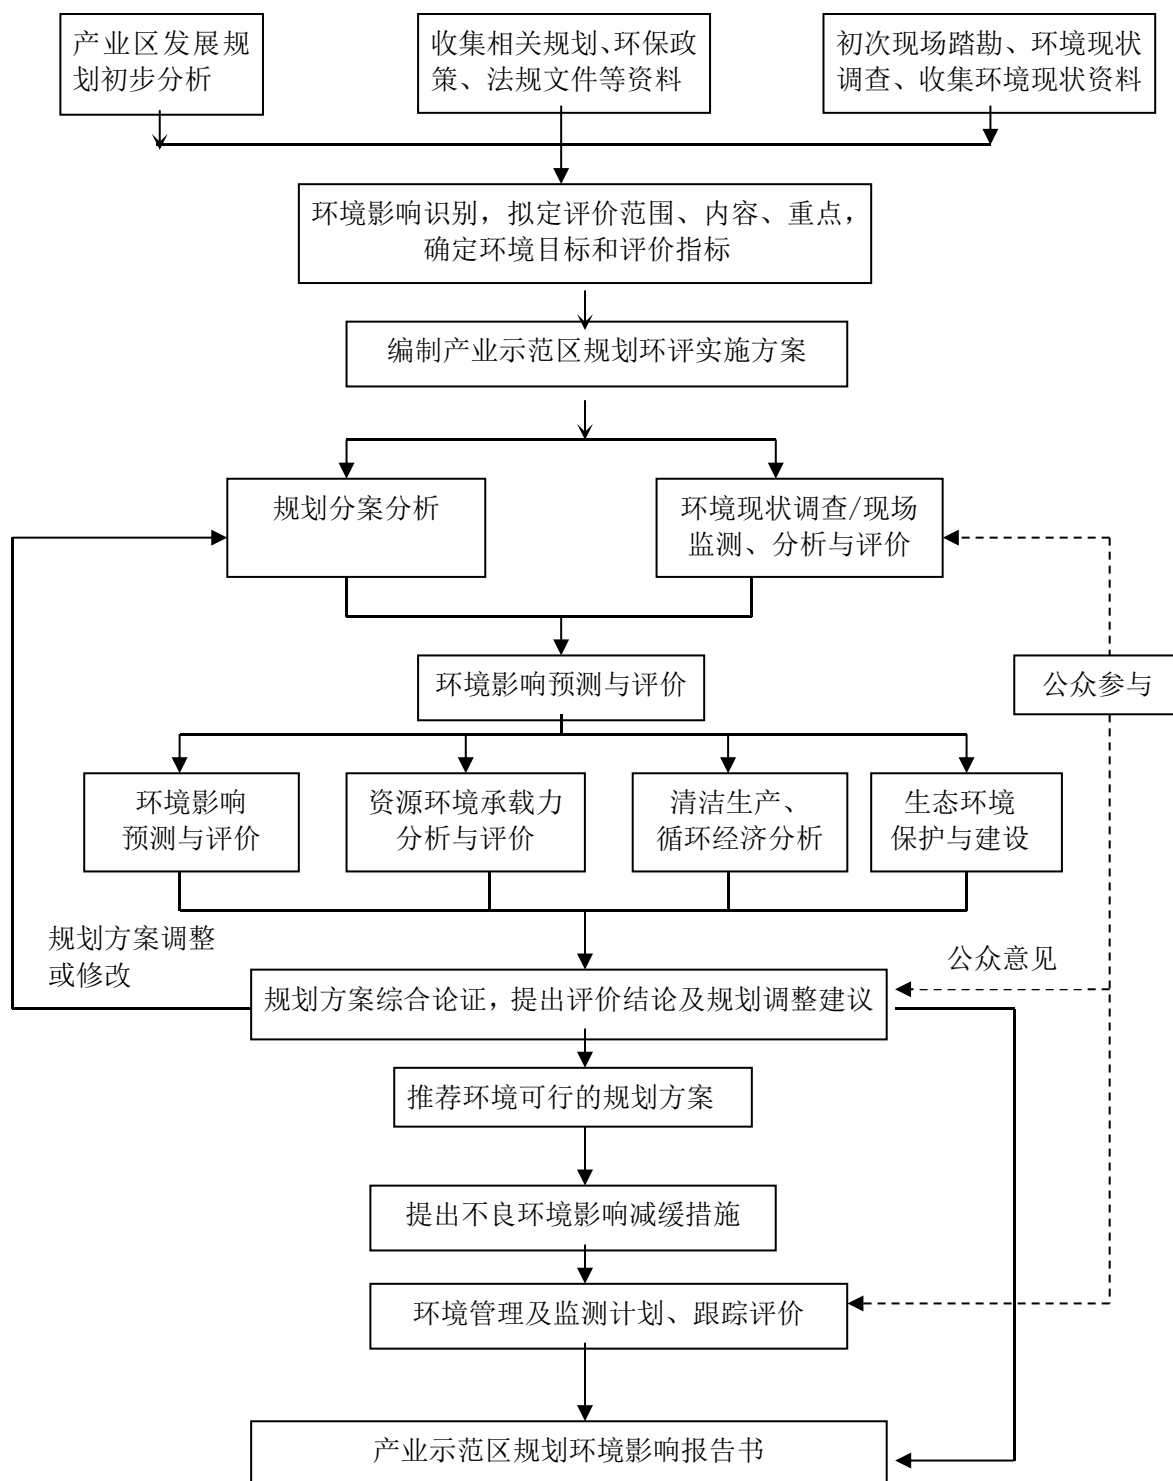 产业区发展规
划初步分析
收集相关规划、环保政
策、法规文件等资料
初次现场踏勘、环境现状
调查、收集环境现状资料
环境影响识别，拟定评价范围、内容、重点，
确定环境目标和评价指标
编制产业示范区规划环评实施方案
规划分案分析
环境现状调查/现场
监测、分析与评价
环境影响预测与评价
公众参与
环境影响
预测与评价
资源环境承载力
分析与评价
清洁生产、
循环经济分析
生态环境
保护与建设
规划方案调整
或修改
公众意见
规划方案综合论证，提出评价结论及规划调整建议
推荐环境可行的规划方案
提出不良环境影响减缓措施
环境管理及监测计划、跟踪评价
产业示范区规划环境影响报告书